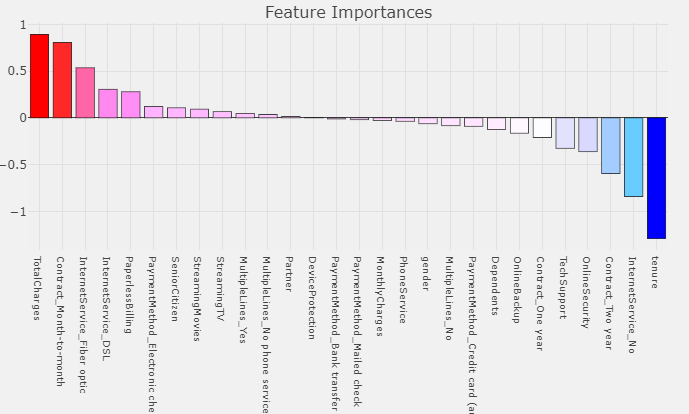 Feature Importances
1
0.5
0
−0.5
−1
TotalCharges
Contract_Month-to-month
InternetService_Fiber optic
InternetService_DSL
PaperlessBilling
PaymentMethod_Electronic che
SeniorCitizen
StreamingMovies
StreamingTV
MultipleLines_Yes
MultipleLines_No phone service
Partner
DeviceProtection
PaymentMethod_Bank transfer
PaymentMethod_Mailed check
MonthlyCharges
PhoneService
gender
MultipleLines_No
PaymentMethod_Credit card (au
Dependents
OnlineBackup
Contract_One year
TechSupport
OnlineSecurity
Contract_Two year
InternetService_No
tenure